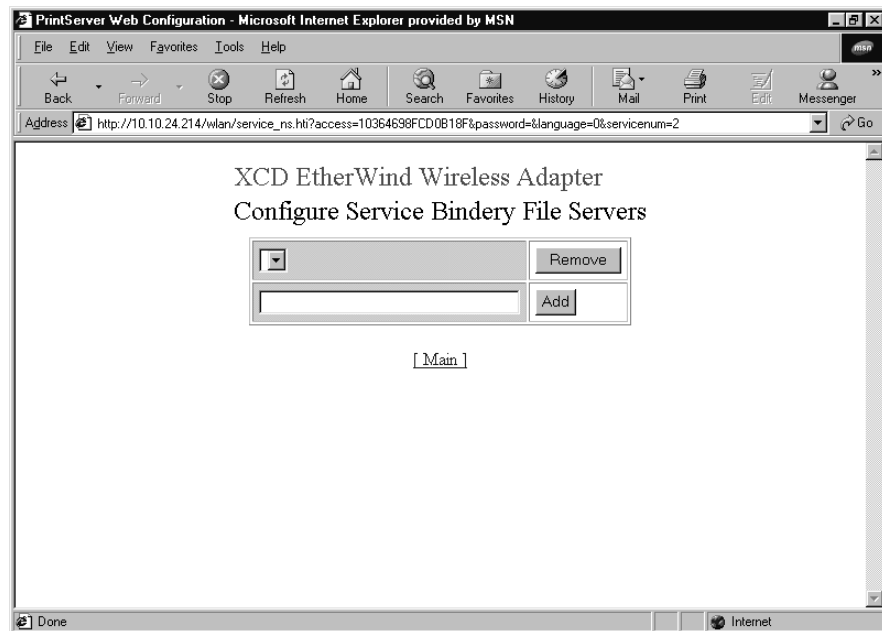 PrintServer Web Configuration - Microsoft Internet Explorer provided by MSN
File Edit View Favorites Tools Help
msn
Back Forward Stop Refresh Home Search Favorites History Mail Print Edit Messenger »
Address http://10.10.24.214/wlan/service_ns.hti?access=10364698FCD0B18F&password=&language=0&servicenum=2 Go
XCD EtherWind Wireless Adapter
Configure Service Bindery File Servers
Remove
Add
[ Main ]
Done Internet